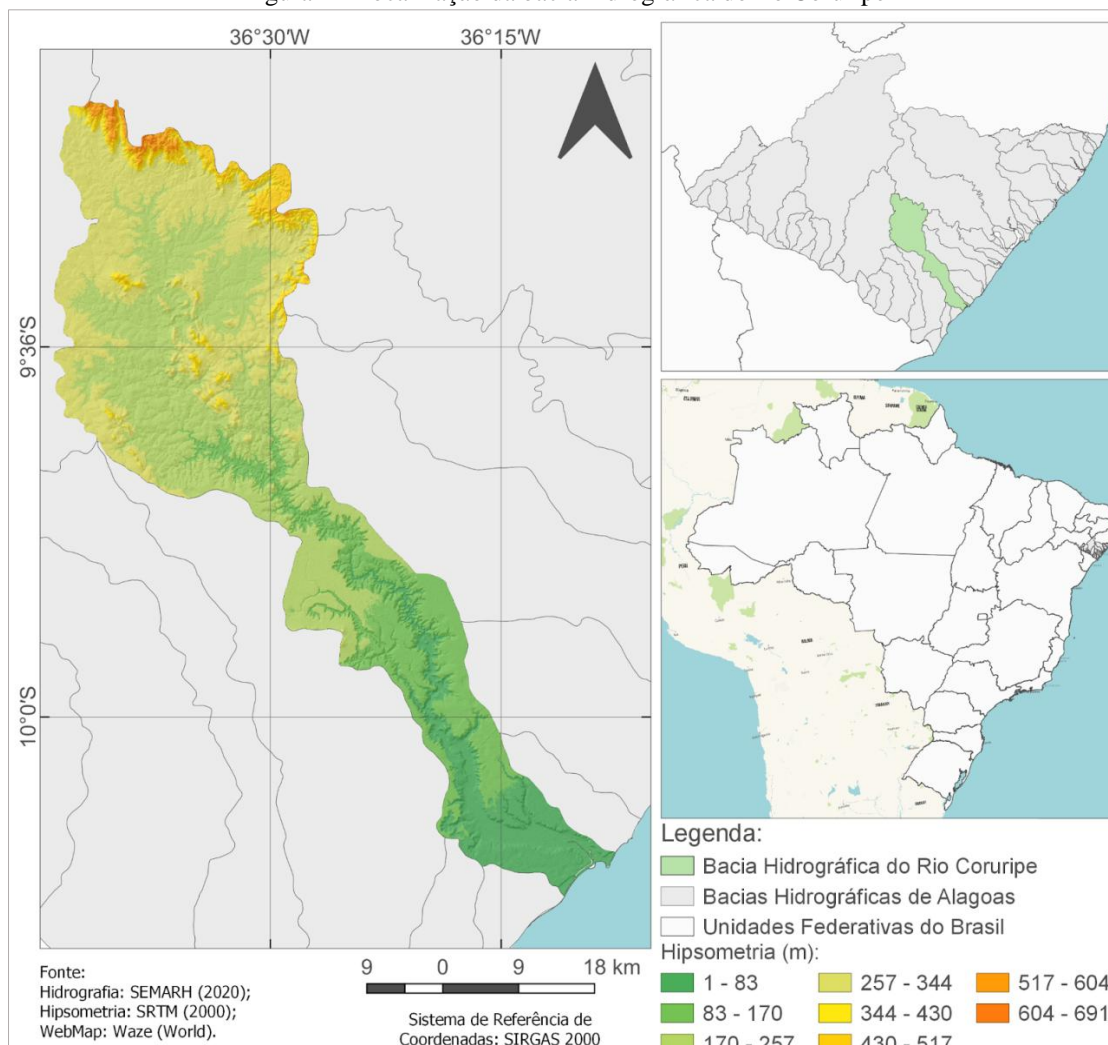 36°30'W 36°15'W
9°36'S
10°0'S
Legenda:
Bacia Hidrográfica do Rio Coruripe
Bacias Hidrográficas de Alagoas
Unidades Federativas do Brasil
Hipsometria (m):
1 - 83 257 - 344 517 - 604
83 - 170 344 - 430 604 - 691
170 - 257 430 - 517
9 0 9 18 km
Fonte:
Hidrografia: SEMARH (2020);
Hipsometria: SRTM (2000);
WebMap: Waze (World).
Sistema de Referência de
Coordenadas: SIRGAS 2000